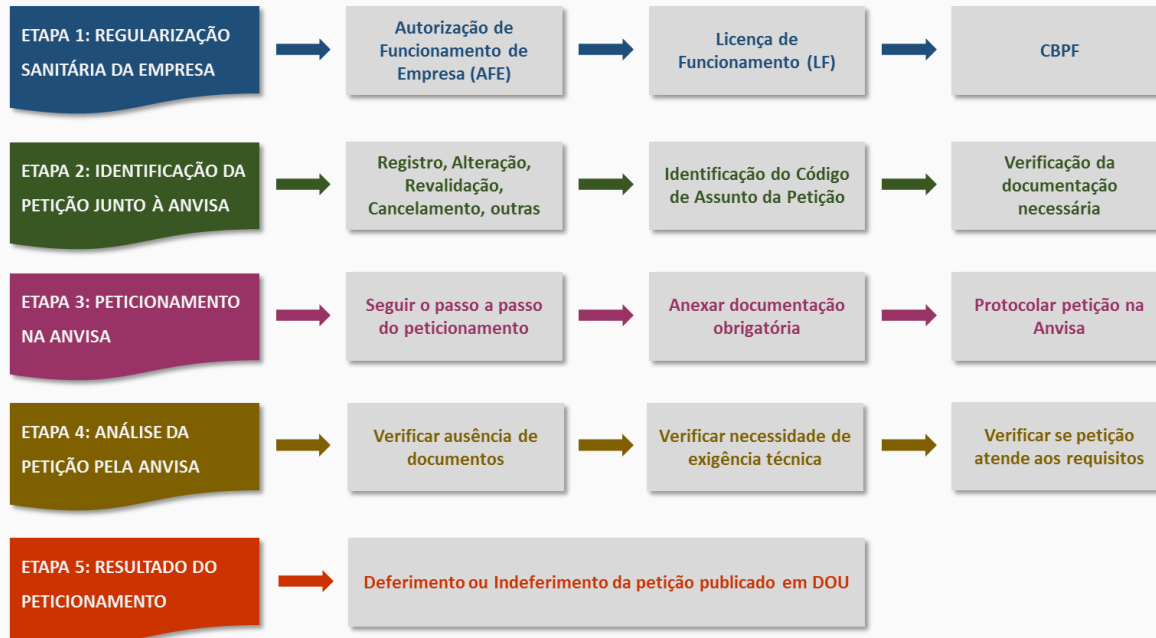 ETAPA 1: REGULARIZAÇÃO
SANITÁRIA DA EMPRESA
Autorização de
Funcionamento de
Empresa (AFE)
Licença de
Funcionamento (LF)
CBPF
ETAPA 2: IDENTIFICAÇÃO DA
PETIÇÃO JUNTO À ANVISA
Registro, Alteração,
Revalidação,
Cancelamento, outras
Identificação do Código
de Assunto da Petição
Verificação da
documentação
necessária
ETAPA 3: PETICIONAMENTO
NA ANVISA
Seguir o passo a passo
do peticionamento
Anexar documentação
obrigatória
Protocolar petição na
Anvisa
ETAPA 4: ANÁLISE DA
PETIÇÃO PELA ANVISA
Verificar ausência de
documentos
Verificar necessidade de
exigência técnica
Verificar se petição
atende aos requisitos
ETAPA 5: RESULTADO DO
PETICIONAMENTO
Deferimento ou Indeferimento da petição publicado em DOU